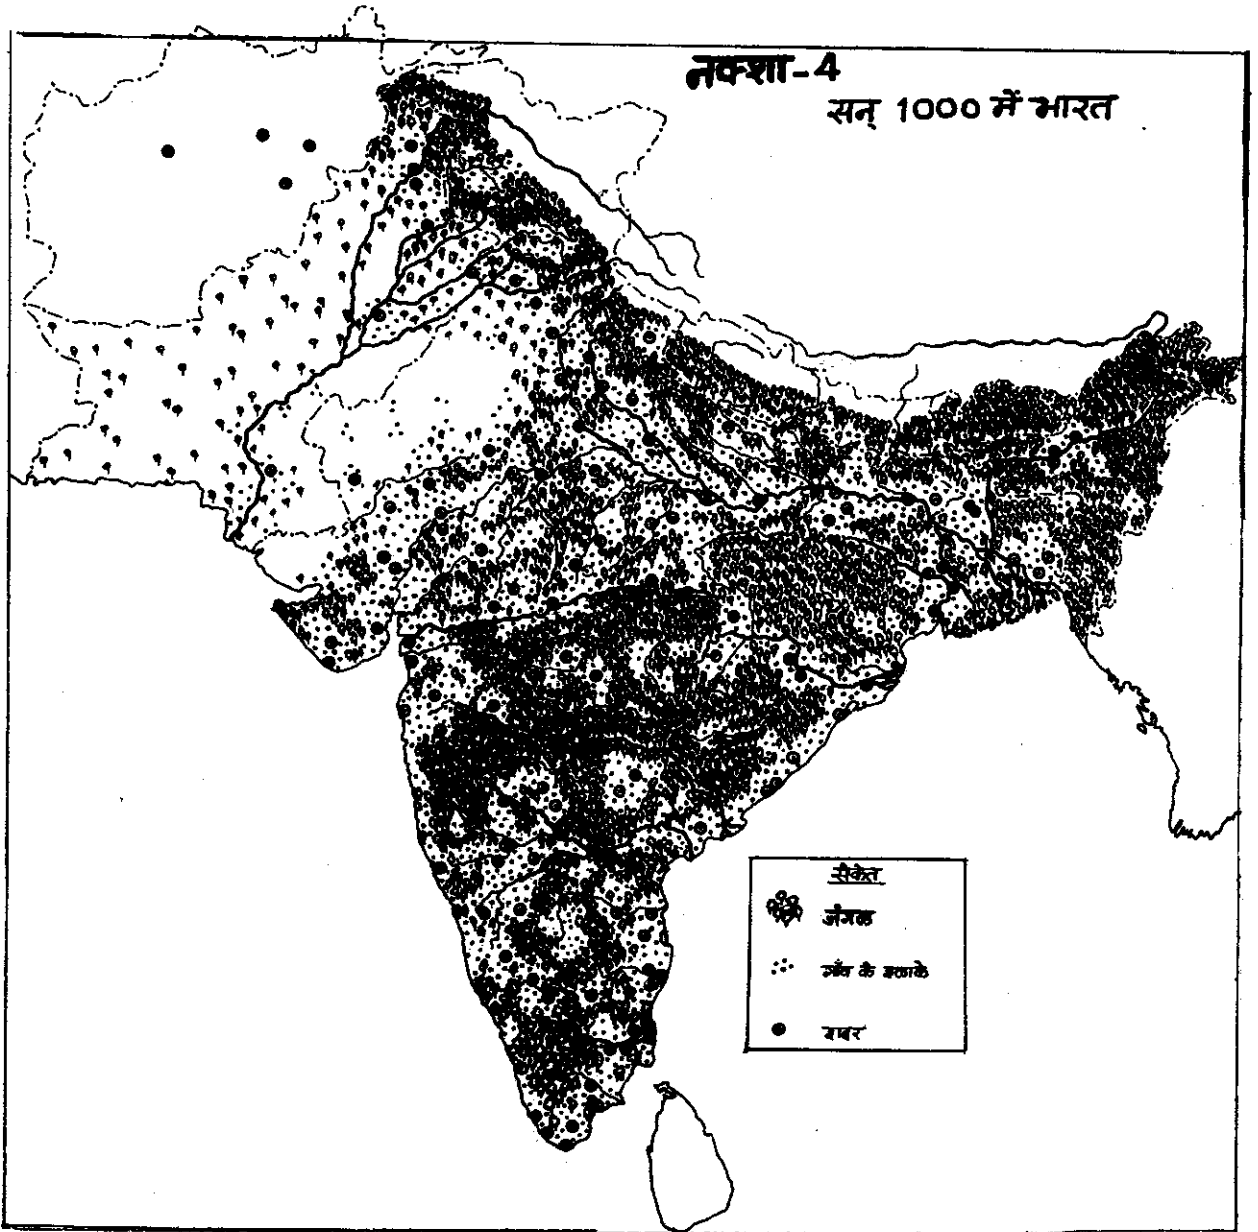 नक्शा-4
सन् 1000 में भारत
संकेत
जंगल
गाँव के इलाके
शहर